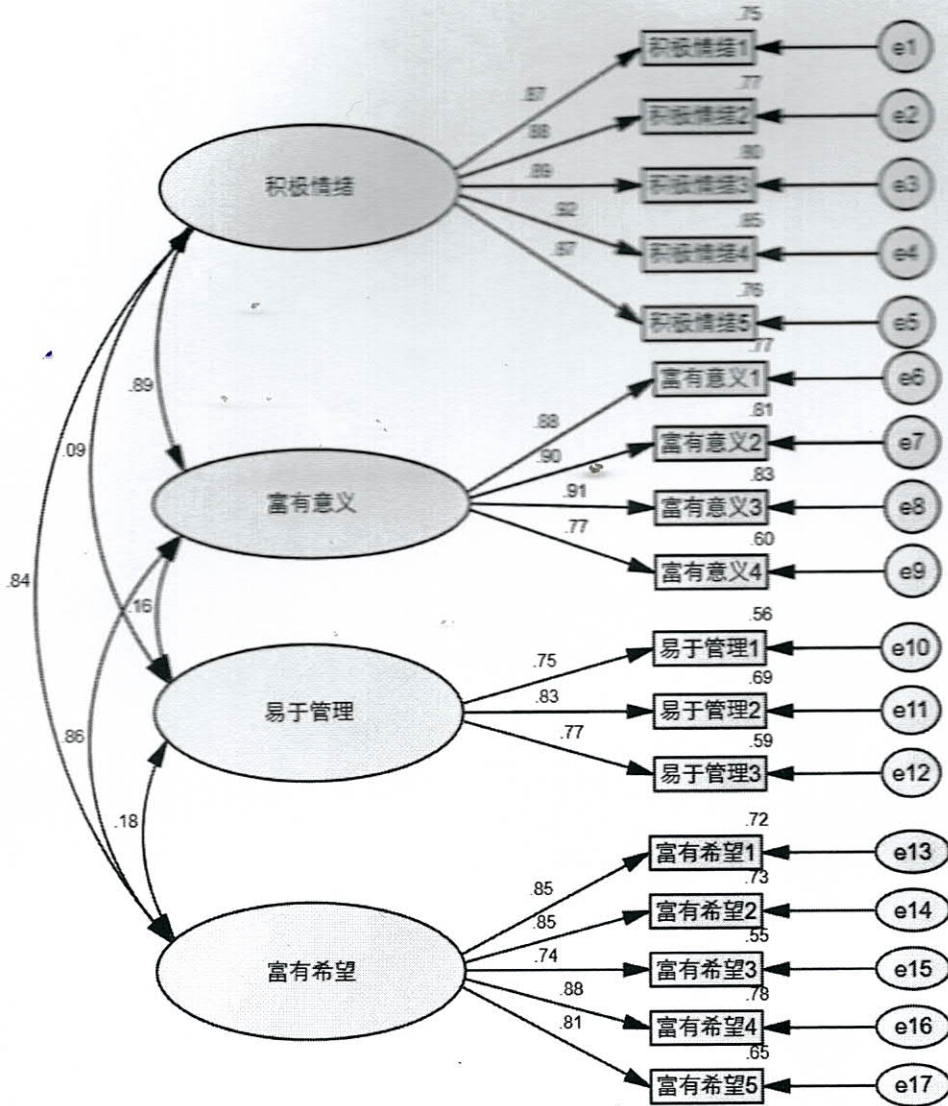 .75
积极情绪1
e1
.87
.77
积极情绪2
e2
.88
.80
积极情绪
.89
积极情绪3
e3
.92
.85
积极情绪4
e4
.87
.76
积极情绪5
e5
.77
富有意义1
e6
.89
.88
.81
富有意义2
e7
.09
.90
.83
富有意义
.91
富有意义3
e8
.77
.60
富有意义4
e9
.84
.16
.56
易于管理1
e10
.75
.69
易于管理
.83
易于管理2
e11
.77
.59
易于管理3
e12
.86
.18
.72
富有希望1
e13
.85
.73
富有希望2
e14
.85
.55
富有希望
.74
富有希望3
e15
.88
.78
富有希望4
e16
.81
.65
富有希望5
e17